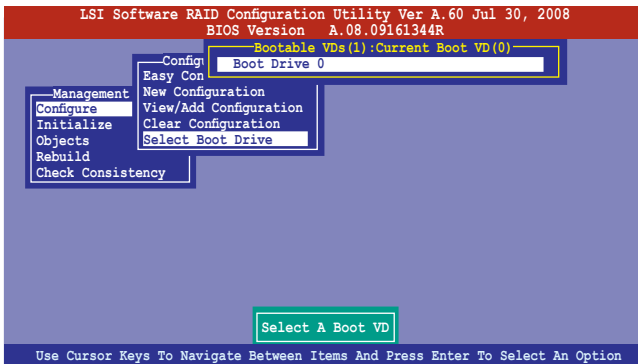 LSI Software RAID Configuration Utility Ver A.60 Jul 30, 2008
BIOS Version A.08.09161344R
Bootable VDs(1):Current Boot VD(0)
Boot Drive 0
Configu
Easy Con
New Configuration
View/Add Configuration
Clear Configuration
Select Boot Drive
Management
Configure
Initialize
Objects
Rebuild
Check Consistency
Select A Boot VD
Use Cursor Keys To Navigate Between Items And Press Enter To Select An Option